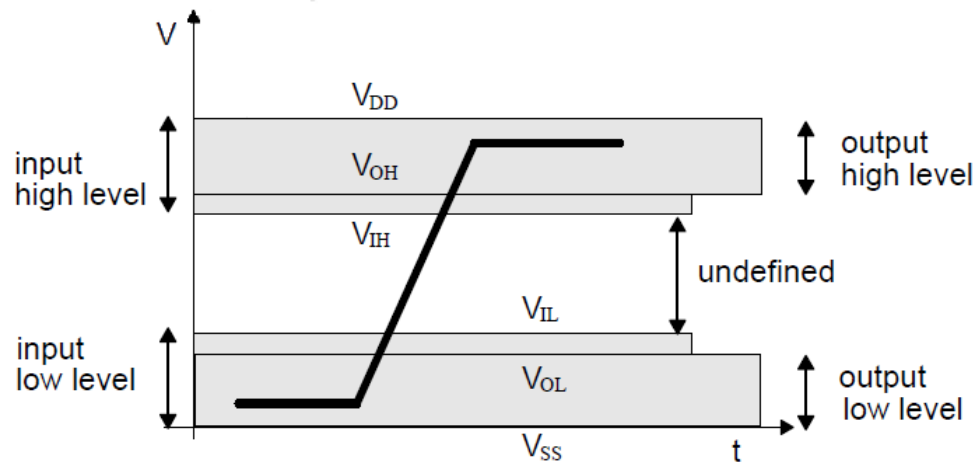 V
V_DD
input
high level
V_OH
output
high level
V_IH
undefined
V_IL
input
low level
V_OL
output
low level
V_SS
t